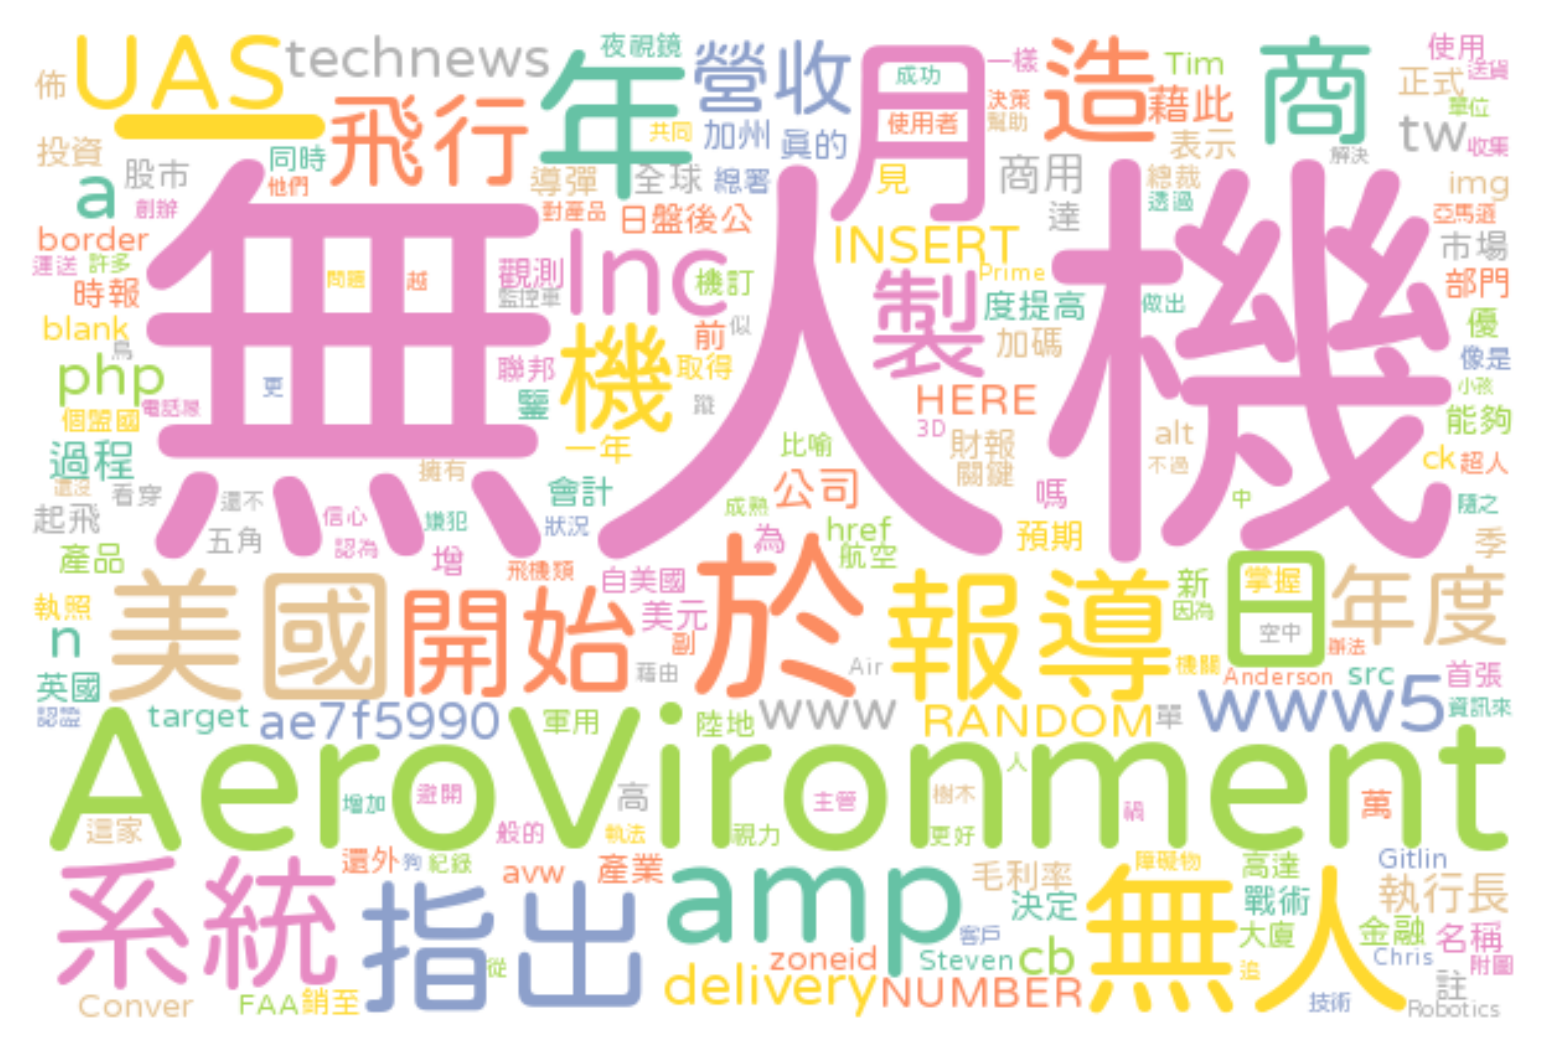 UAS
technews
年
夜視鏡
營收
月
成功
一樣
造
Tim
商
使用
送貨
佈
飛行
共同
加州
真的
使用者
決策
幫助
藉此
表示
正式
單位
tw
收集
投資
股市
同時
他們
導彈
全球
總署
見
商用
總裁
解決
img
a
創辦
對產品
日盤後公
達
透過
亞馬遜
border
無人機
INSERT
市場
運送
許多
時報
問題
越
觀測
監控車
Inc
機訂
製
Prime
度提高
做出
部門
blank
鳥
前
似
加碼
優
像是
php
更
聯邦
機
取得
HERE
小孩
電話線
個盟國
鑒
蹤
3D
財報
alt
能夠
過程
一年
比喻
關鍵
不過
ck
超人
還沒
看穿
擁有
還不
會計
公司
嗎
中
隨之
起飛
五角
信心
認為
嫌犯
狀況
成熟
為
href
預期
季
產品
增
飛機類
自美國
航空
執照
n
美國
開始
美元
於
報導
新
因為
日
掌握
空中
年度
英國
副
藉由
Air
機關
Anderson
辦法
src
首張
target
ae7f5990
軍用
陸地
www
RANDOM
單
www5
資訊來
AeroVironment
人
這家
增加
避開
般的
高
執法
視力
主管
樹木
更好
禍
萬
系統
還外
夠
紀錄
avw
產業
amp
毛利率
障礙物
高達
Gitlin
執行長
指出
決定
無人
戰術
客戶
大廈
金融
名稱
從
zoneid
Steven
cb
追
Chris
附圖
Conver
FAA
銷至
delivery
NUMBER
技術
註
Robotics